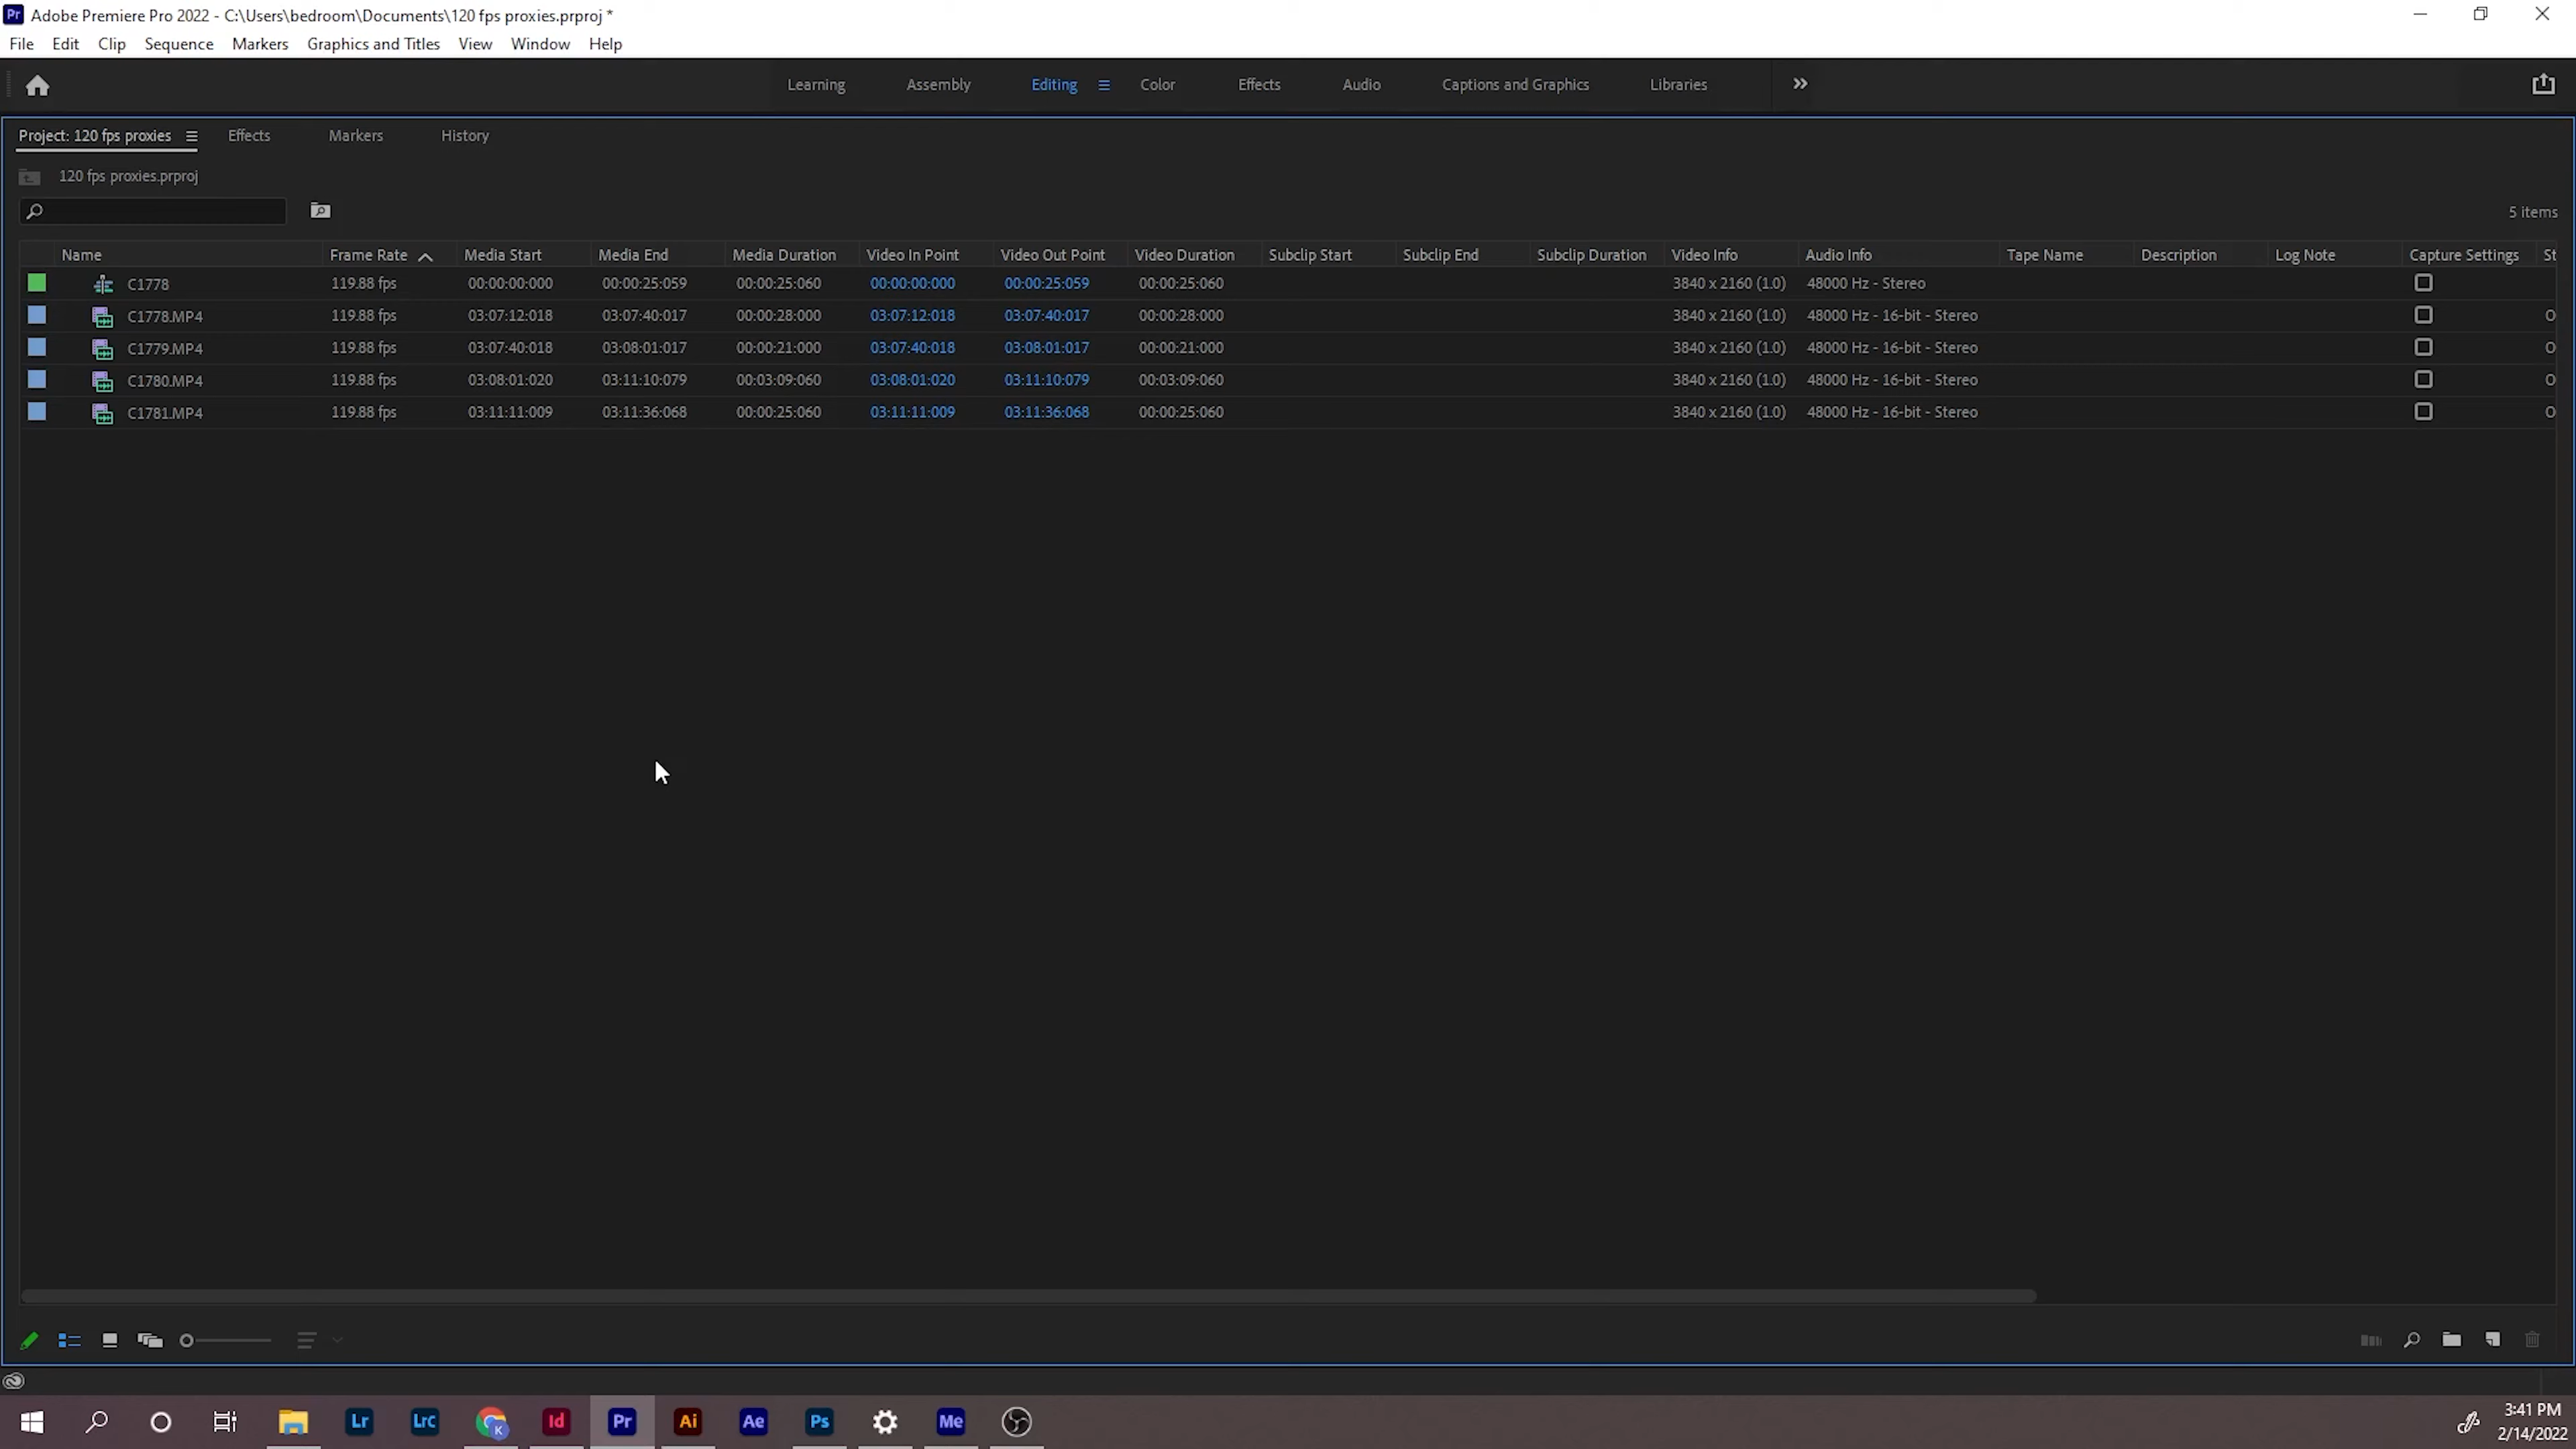 Pr Adobe Premiere Pro 2022 - C:\Users\bedroom\Documents\120 fps proxies.prproj *
File Edit Clip Sequence Markers Graphics and Titles View Window Help
Learning Assembly Editing Color Effects Audio Captions and Graphics Libraries
Project: 120 fps proxies Effects Markers History
120 fps proxies.prproj
5 items
Name Frame Rate Media Start Media End Media Duration Video In Point Video Out Point Video Duration Subclip Start Subclip End Subclip Duration Video Info Audio Info Tape Name Description Log Note Capture Settings St
C1778 119.88 fps 00:00:00:000 00:00:25:059 00:00:25:060 00:00:00:000 00:00:25:059 00:00:25:060 3840 x 2160 (1.0) 48000 Hz - Stereo
C1778.MP4 119.88 fps 03:07:12:018 03:07:40:017 00:00:28:000 03:07:12:018 03:07:40:017 00:00:28:000 3840 x 2160 (1.0) 48000 Hz - 16-bit - Stereo O
C1779.MP4 119.88 fps 03:07:40:018 03:08:01:017 00:00:21:000 03:07:40:018 03:08:01:017 00:00:21:000 3840 x 2160 (1.0) 48000 Hz - 16-bit - Stereo O
C1780.MP4 119.88 fps 03:08:01:020 03:11:10:079 00:03:09:060 03:08:01:020 03:11:10:079 00:03:09:060 3840 x 2160 (1.0) 48000 Hz - 16-bit - Stereo O
C1781.MP4 119.88 fps 03:11:11:009 03:11:36:068 00:00:25:060 03:11:11:009 03:11:36:068 00:00:25:060 3840 x 2160 (1.0) 48000 Hz - 16-bit - Stereo O
Lr LrC K Id Pr Ai Ae Ps Me
3:41 PM
2/14/2022